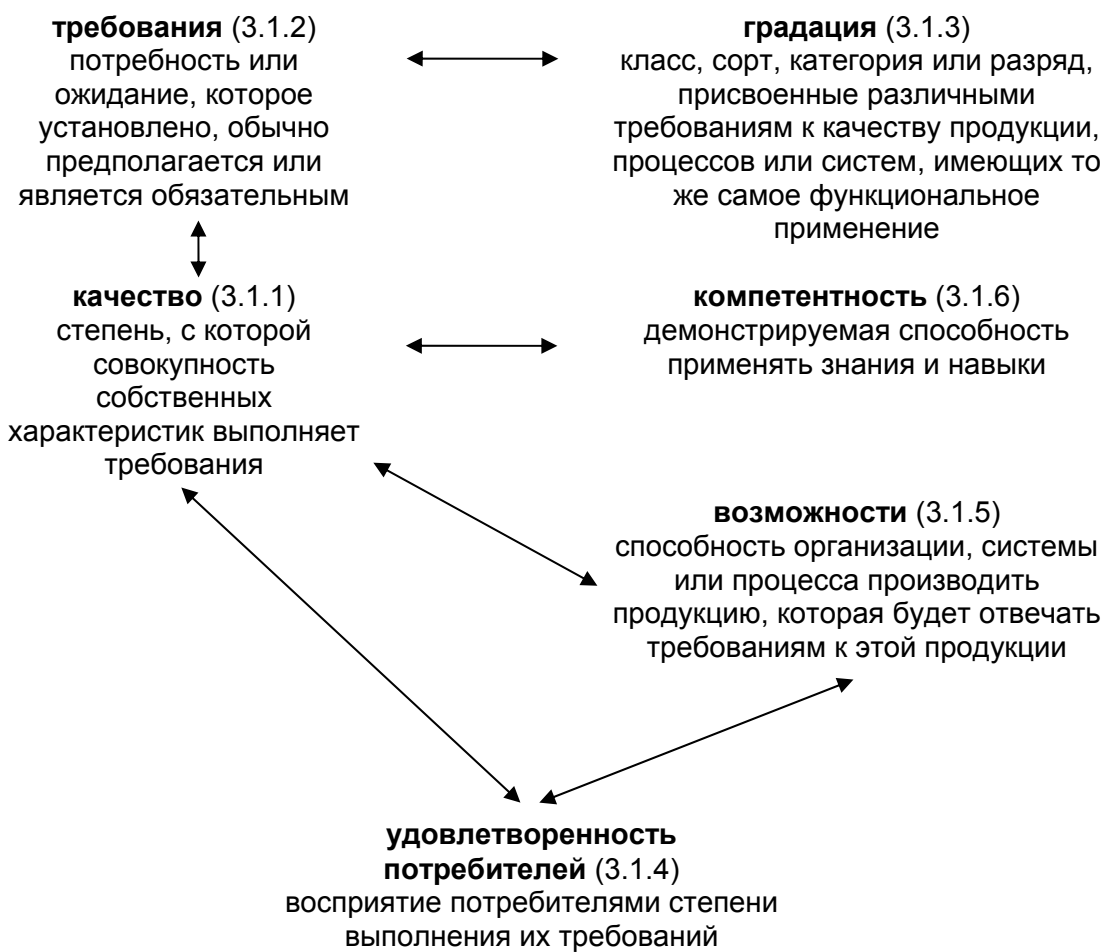 требования (3.1.2)
потребность или
ожидание, которое
установлено, обычно
предполагается или
является обязательным
градация (3.1.3)
класс, сорт, категория или разряд,
присвоенные различными
требованиям к качеству продукции,
процессов или систем, имеющих то
же самое функциональное
применение
качество (3.1.1)
степень, с которой
совокупность
собственных
характеристик выполняет
требования
компетентность (3.1.6)
демонстрируемая способность
применять знания и навыки
возможности (3.1.5)
способность организации, системы
или процесса производить
продукцию, которая будет отвечать
требованиям к этой продукции
удовлетворенность
потребителей (3.1.4)
восприятие потребителями степени
выполнения их требований